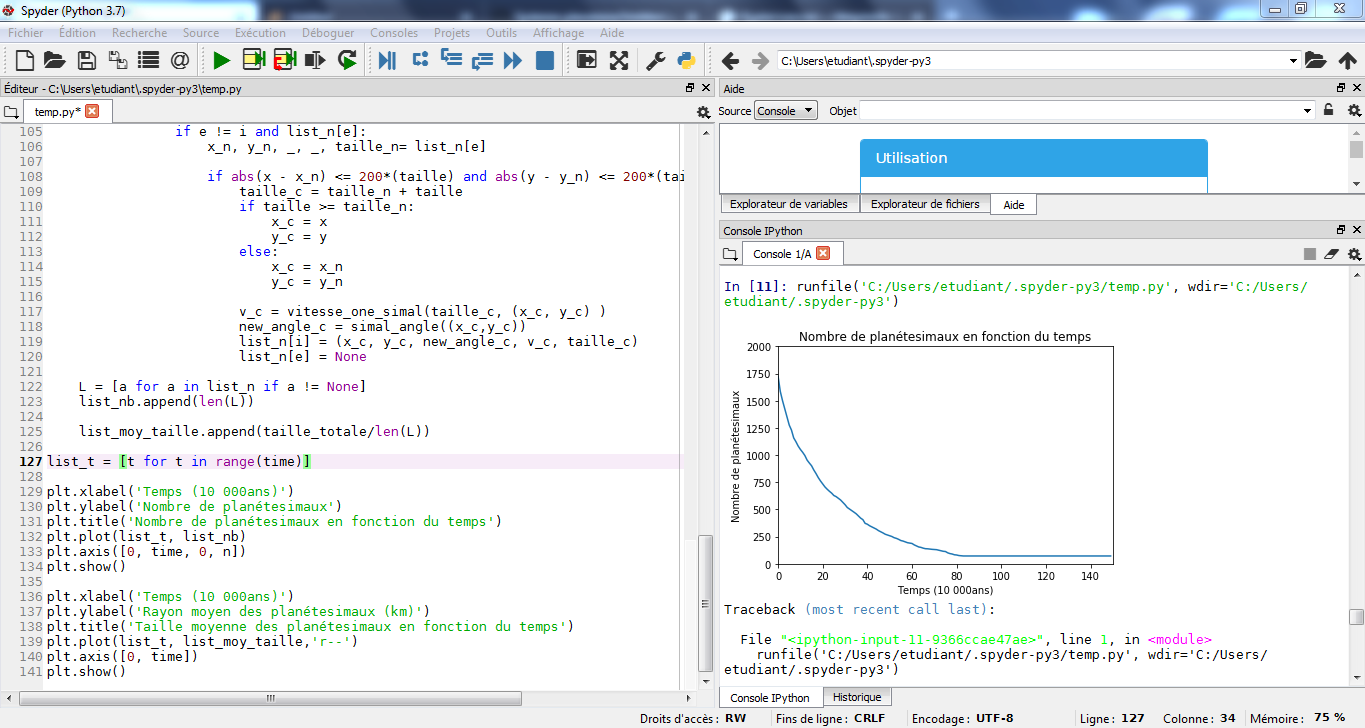 Spyder (Python 3.7)
Fichier Édition Recherche Source Exécution Déboguer Consoles Projets Outils Affichage Aide
C:\Users\etudiant\.spyder-py3
Éditeur - C:\Users\etudiant\.spyder-py3\temp.py
temp.py*
105 if e != i and list_n[e]:
106 x_n, y_n, _, _, taille_n= list_n[e]
107
108 if abs(x - x_n) <= 200*(taille) and abs(y - y_n) <= 200*(tai
109 taille_c = taille_n + taille
110 if taille >= taille_n:
111 x_c = x
112 y_c = y
113 else:
114 x_c = x_n
115 y_c = y_n
116
117 v_c = vitesse_one_simal(taille_c, (x_c, y_c) )
118 new_angle_c = simal_angle((x_c,y_c))
119 list_n[i] = (x_c, y_c, new_angle_c, v_c, taille_c)
120 list_n[e] = None
121
122 L = [a for a in list_n if a != None]
123 list_nb.append(len(L))
124
125 list_moy_taille.append(taille_totale/len(L))
126
127 list_t = [t for t in range(time)]
128
129 plt.xlabel('Temps (10 000ans)')
130 plt.ylabel('Nombre de planétesimaux')
131 plt.title('Nombre de planétesimaux en fonction du temps')
132 plt.plot(list_t, list_nb)
133 plt.axis([0, time, 0, n])
134 plt.show()
135
136 plt.xlabel('Temps (10 000ans)')
137 plt.ylabel('Rayon moyen des planétesimaux (km)')
138 plt.title('Taille moyenne des planétesimaux en fonction du temps')
139 plt.plot(list_t, list_moy_taille,'r--')
140 plt.axis([0, time])
141 plt.show()
Aide
Source Console Objet
Utilisation
Explorateur de variables Explorateur de fichiers Aide
Console IPython
Console 1/A
In [11]: runfile('C:/Users/etudiant/.spyder-py3/temp.py', wdir='C:/Users/
etudiant/.spyder-py3')
Nombre de planétesimaux en fonction du temps
Nombre de planétesimaux
2000
1750
1500
1250
1000
750
500
250
0
0 20 40 60 80 100 120 140
Temps (10 000ans)
Traceback (most recent call last):
File "<ipython-input-11-9366ccae47ae>", line 1, in <module>
runfile('C:/Users/etudiant/.spyder-py3/temp.py', wdir='C:/Users/
etudiant/.spyder-py3')
Console IPython Historique
Droits d'accès : RW Fins de ligne : CRLF Encodage : UTF-8 Ligne : 127 Colonne : 34 Mémoire : 75 %